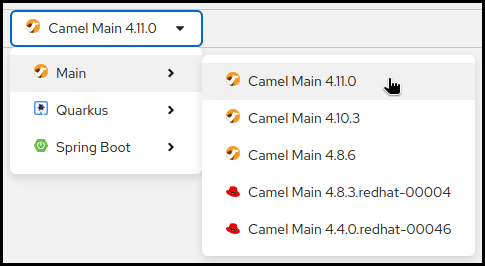 Camel Main 4.11.0
Main
Quarkus
Spring Boot
Camel Main 4.11.0
Camel Main 4.10.3
Camel Main 4.8.6
Camel Main 4.8.3.redhat-00004
Camel Main 4.4.0.redhat-00046